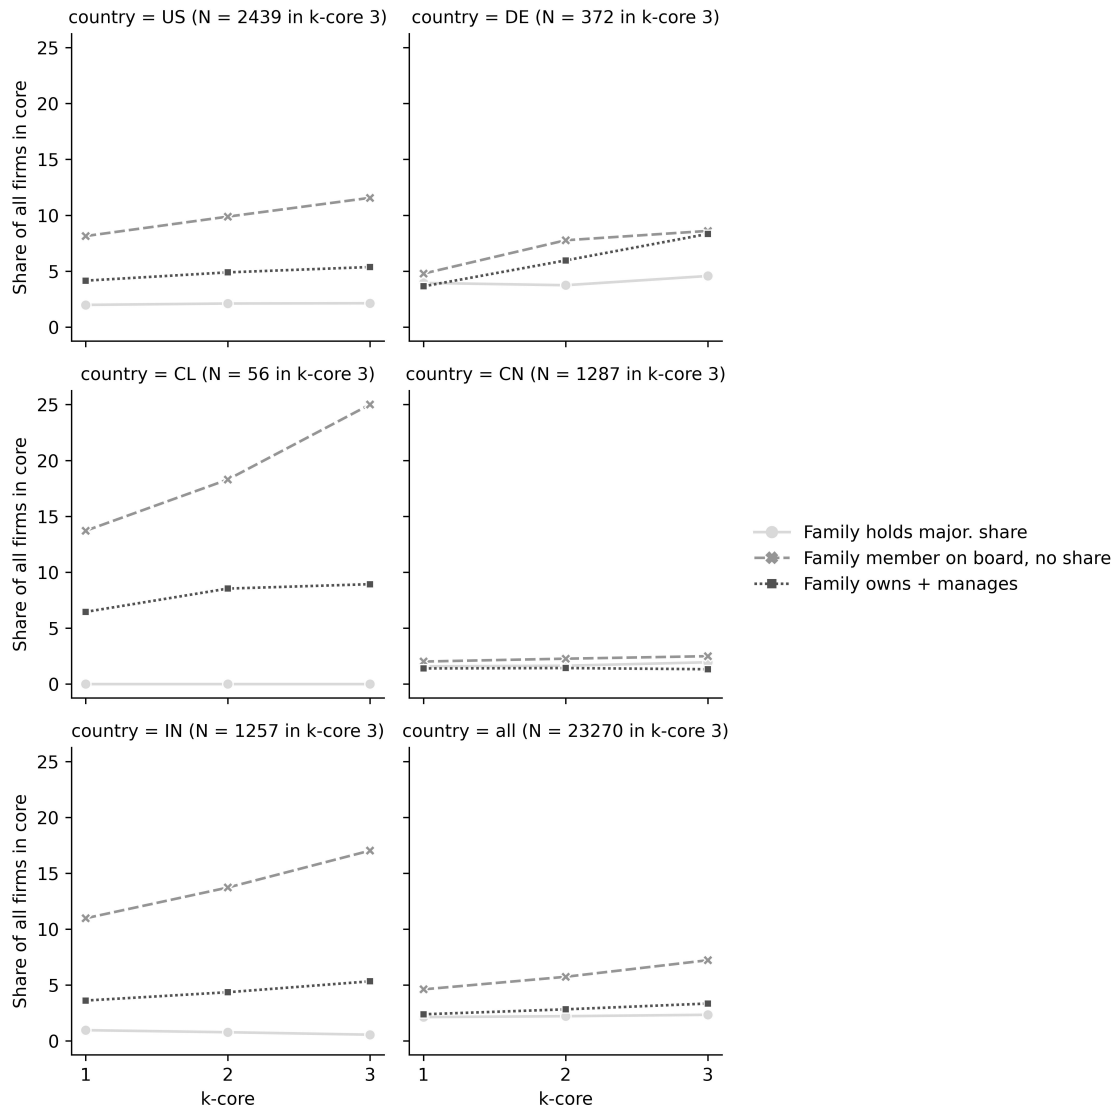 country = US (N = 2439 in k-core 3)
country = DE (N = 372 in k-core 3)
25
20
15
10
5
0
Share of all firms in core
country = CL (N = 56 in k-core 3)
country = CN (N = 1287 in k-core 3)
25
20
15
10
5
0
Share of all firms in core
Family holds major. share
Family member on board, no share
Family owns + manages
country = IN (N = 1257 in k-core 3)
country = all (N = 23270 in k-core 3)
25
20
15
10
5
0
Share of all firms in core
1 2 3
k-core
1 2 3
k-core